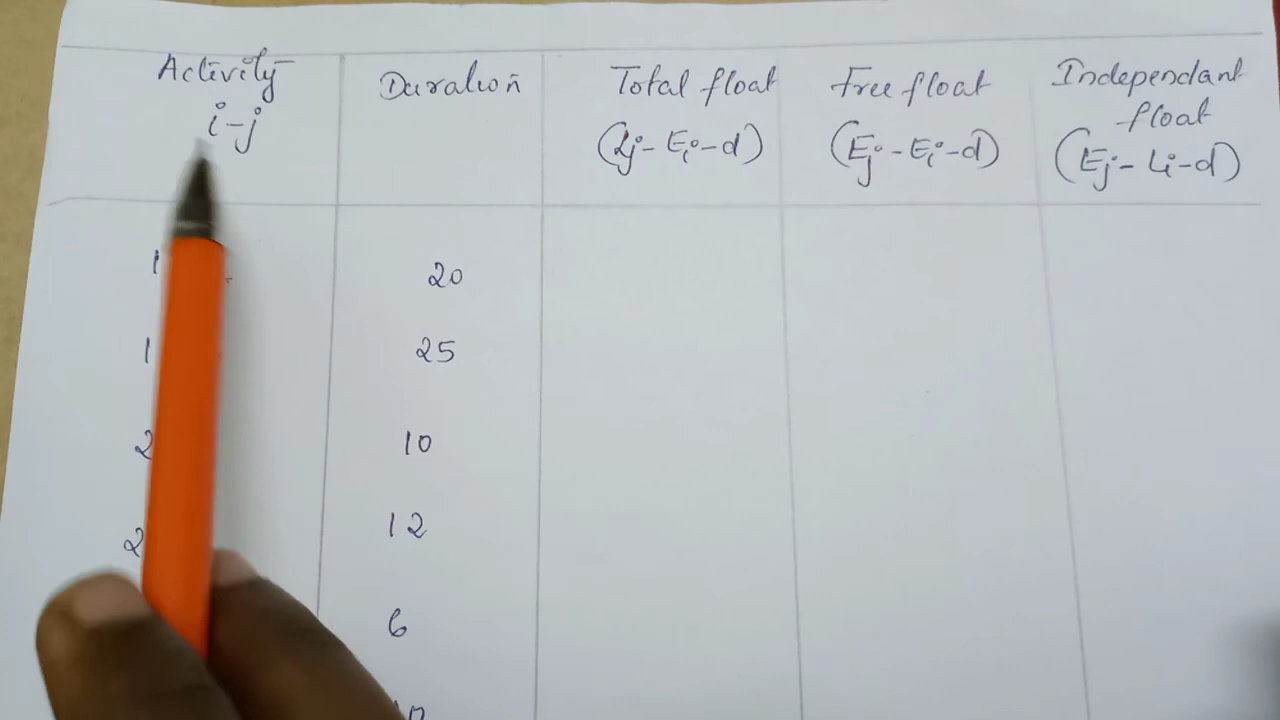 Activity Duration Total float Free float Independant float
i-j (Lj - Ei - d) (Ej - Ei - d) (Ej - Li - d)
1 20
1 25
2 10
2 12
6